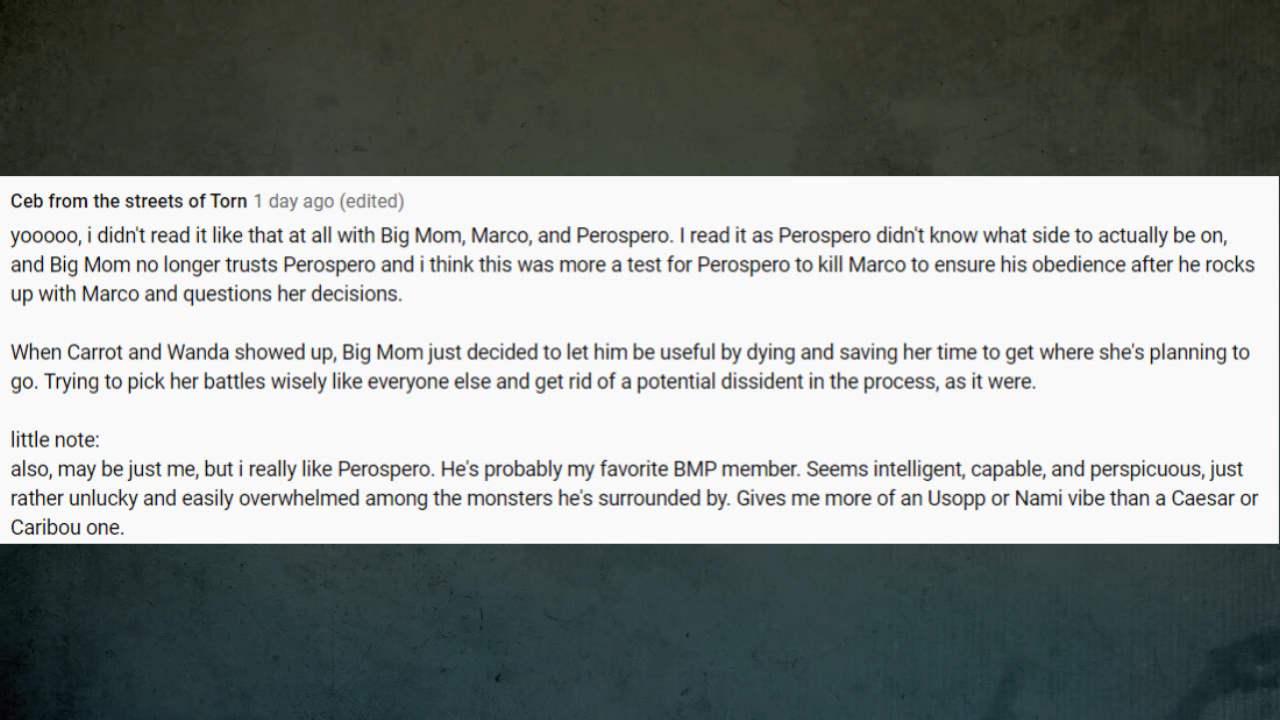 Ceb from the streets of Torn 1 day ago (edited)
yooooo, i didn't read it like that at all with Big Mom, Marco, and Perospero. I read it as Perospero didn't know what side to actually be on,
and Big Mom no longer trusts Perospero and i think this was more a test for Perospero to kill Marco to ensure his obedience after he rocks
up with Marco and questions her decisions.
When Carrot and Wanda showed up, Big Mom just decided to let him be useful by dying and saving her time to get where she's planning to
go. Trying to pick her battles wisely like everyone else and get rid of a potential dissident in the process, as it were.
little note:
also, may be just me, but i really like Perospero. He's probably my favorite BMP member. Seems intelligent, capable, and perspicuous, just
rather unlucky and easily overwhelmed among the monsters he's surrounded by. Gives me more of an Usopp or Nami vibe than a Caesar or
Caribou one.